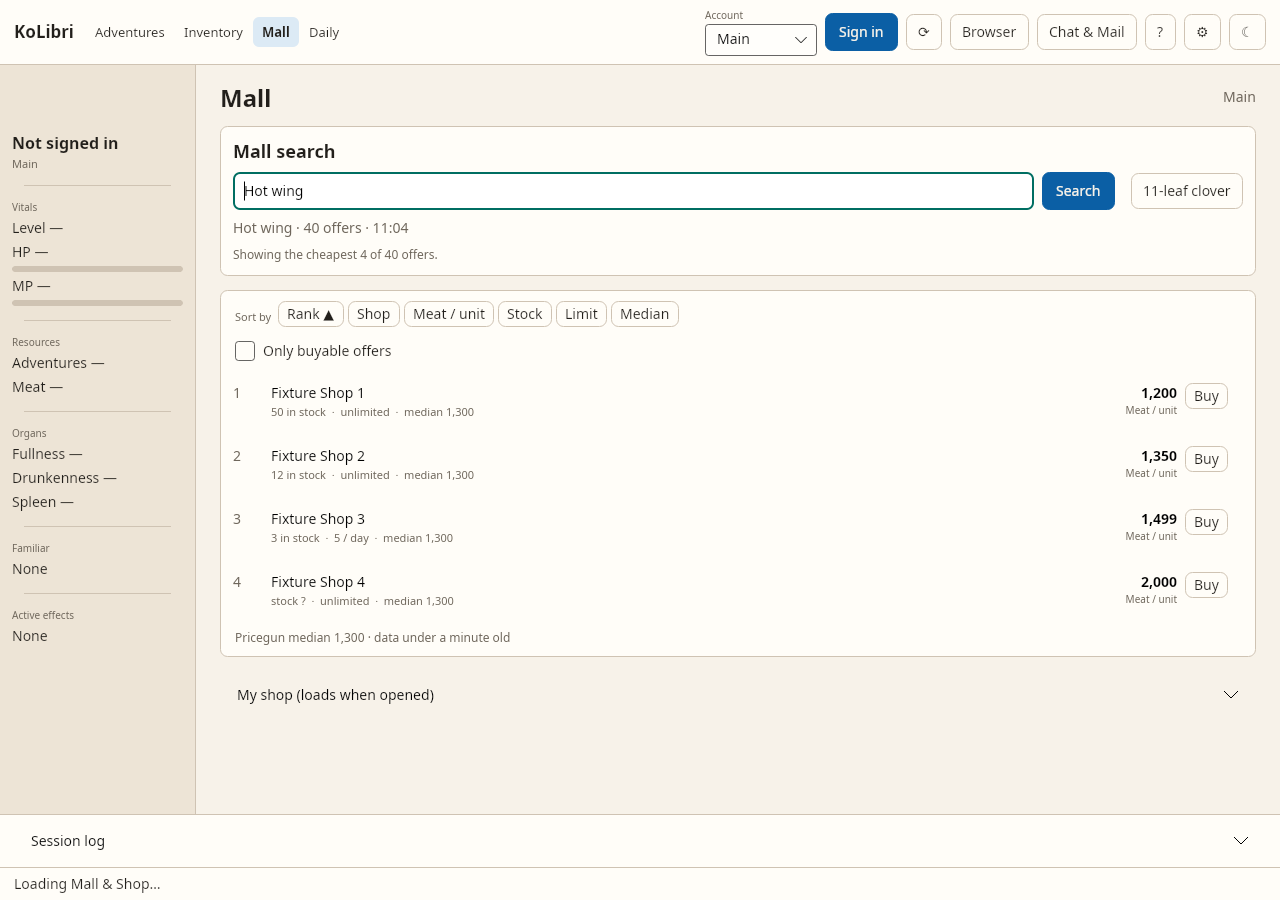 KoLibri
Adventures
Inventory
Mall
Daily
Account
Main
Sign in
⟳
Browser
Chat & Mail
?
⚙
☾
Not signed in
Main
Vitals
Level —
HP —
MP —
Resources
Adventures —
Meat —
Organs
Fullness —
Drunkenness —
Spleen —
Familiar
None
Active effects
None
Mall
Main
Mall search
Hot wing
Search
11-leaf clover
Hot wing · 40 offers · 11:04
Showing the cheapest 4 of 40 offers.
Sort by
Rank ▲
Shop
Meat / unit
Stock
Limit
Median
Only buyable offers
1
Fixture Shop 1
50 in stock · unlimited · median 1,300
1,200
Meat / unit
Buy
2
Fixture Shop 2
12 in stock · unlimited · median 1,300
1,350
Meat / unit
Buy
3
Fixture Shop 3
3 in stock · 5 / day · median 1,300
1,499
Meat / unit
Buy
4
Fixture Shop 4
stock ? · unlimited · median 1,300
2,000
Meat / unit
Buy
Pricegun median 1,300 · data under a minute old
My shop (loads when opened)
Session log
Loading Mall & Shop…